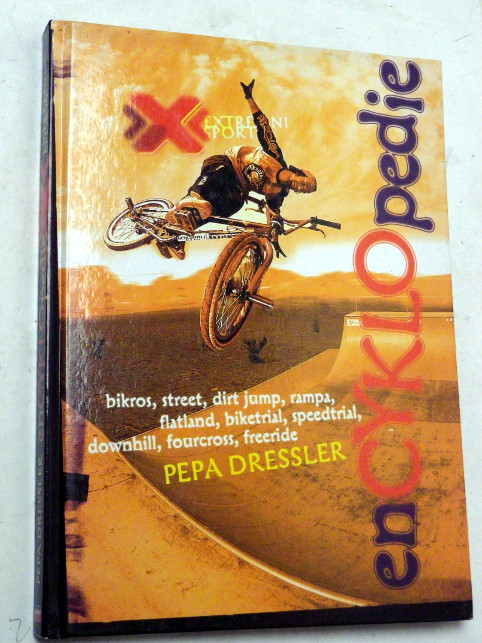 X
EXTRÉMNÍ
SPORTY
enCYKLOpedie
bikros, street, dirt jump, rampa,
flatland, biketrial, speedtrial,
downhill, fourcross, freeride
PEPA DRESSLER
PEPA DRESSLER